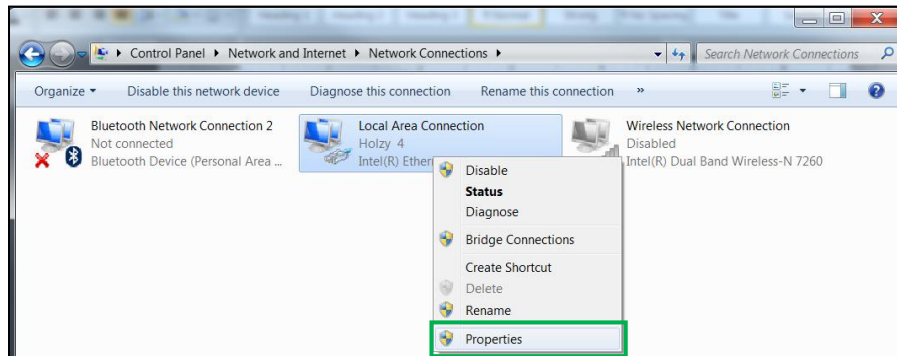 Control Panel ▸ Network and Internet ▸ Network Connections ▸
Search Network Connections
Organize
Disable this network device
Diagnose this connection
Rename this connection
»
Bluetooth Network Connection 2
Not connected
Bluetooth Device (Personal Area ...
Local Area Connection
Holzy 4
Intel(R)
Wireless Network Connection
Disabled
Intel(R) Dual Band Wireless-N 7260
Disable
Status
Diagnose
Bridge Connections
Create Shortcut
Delete
Rename
Properties